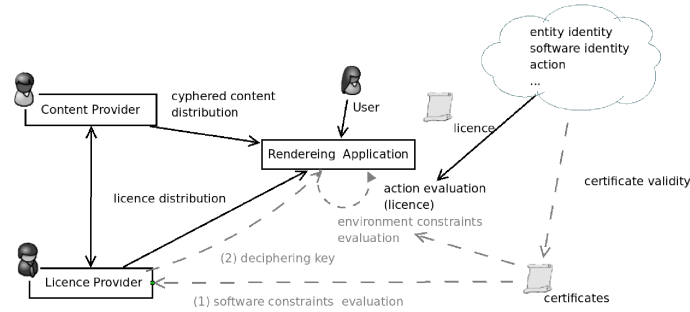 entity identity
software identity
action
...
Content Provider
cyphered content
distribution
User
licence
Rendereing Application
action evaluation
(licence)
certificate validity
licence distribution
environment constraints
evaluation
(2) deciphering key
Licence Provider
(1) software constraints evaluation
certificates